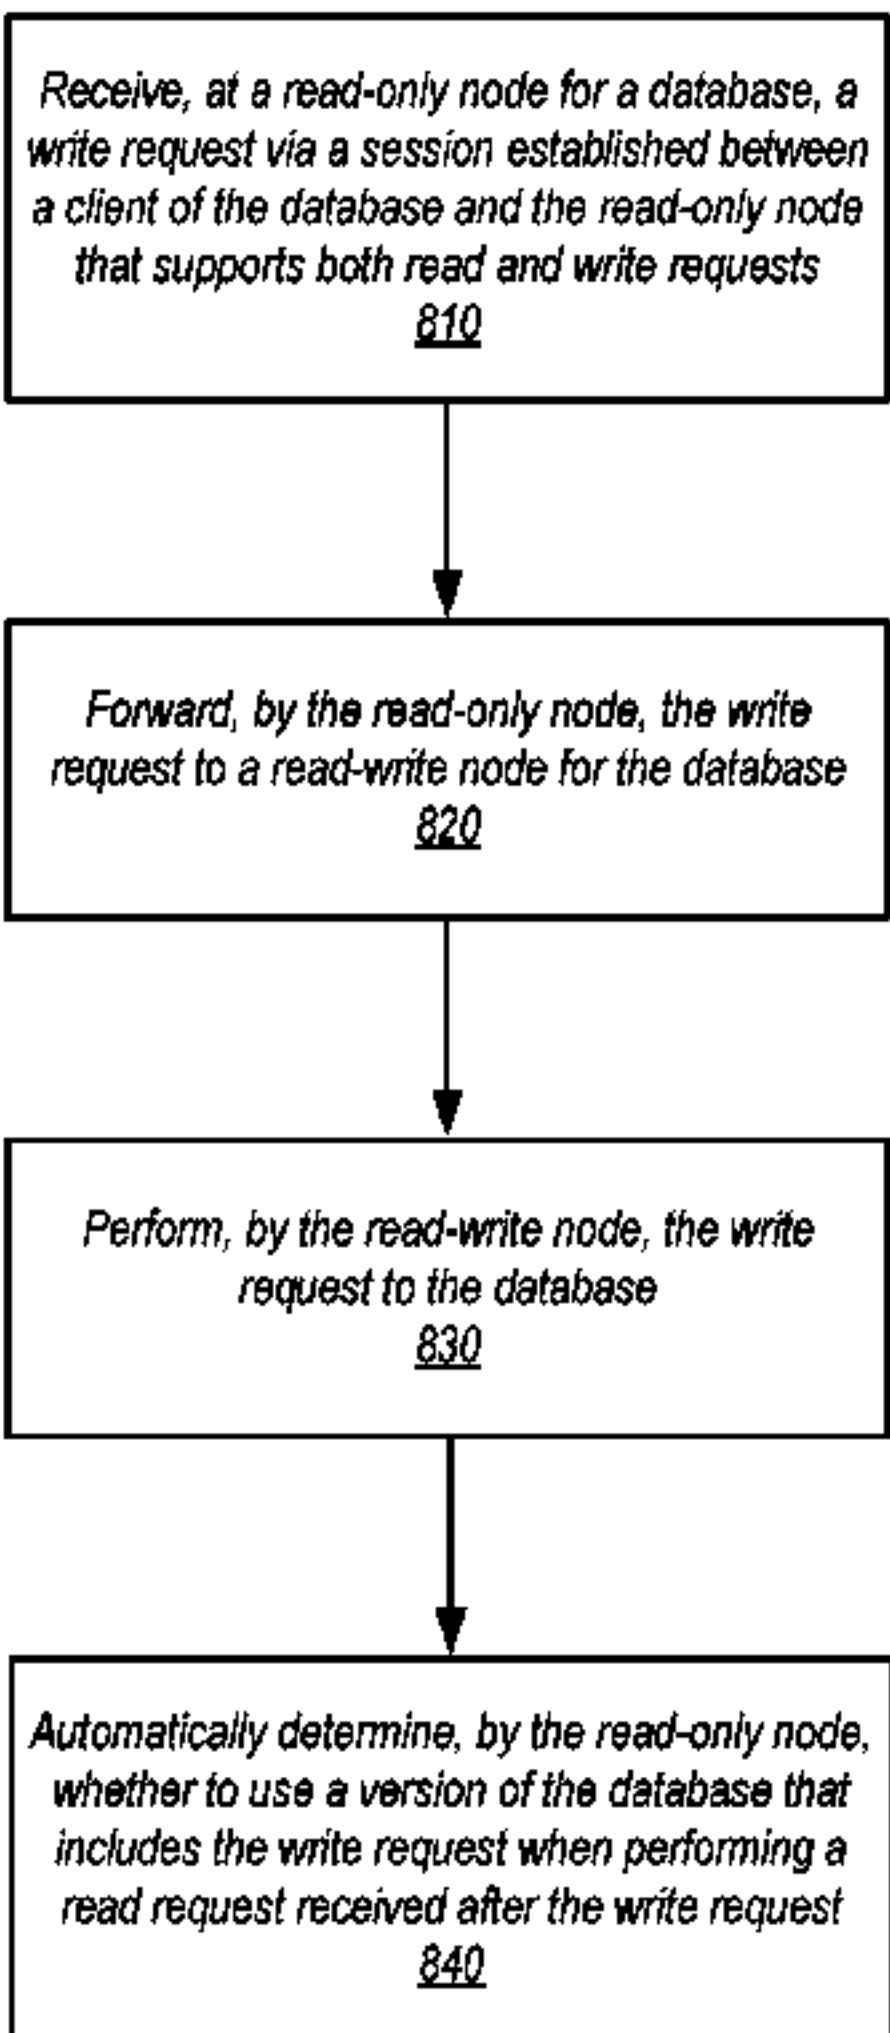 Receive, at a read-only node for a database, a
write request via a session established between
a client of the database and the read-only node
that supports both read and write requests
810
Forward, by the read-only node, the write
request to a read-write node for the database
820
Perform, by the read-write node, the write
request to the database
830
Automatically determine, by the read-only node,
whether to use a version of the database that
includes the write request when performing a
read request received after the write request
840